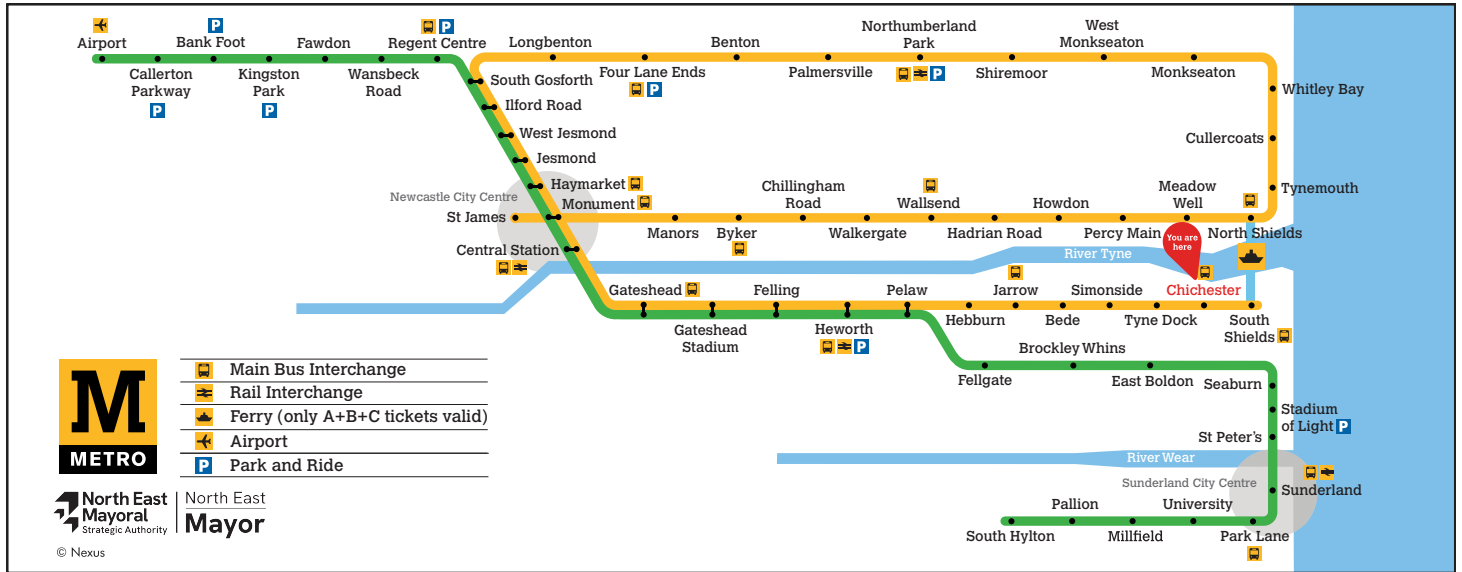 Airport
Bank Foot
Fawdon
Regent Centre
Callerton
Parkway
Kingston
Park
Wansbeck
Road
P
P
P
P
Longbenton
Four Lane Ends
P
Benton
Palmersville
Northumberland
Park
P
Shiremoor
West
Monkseaton
Monkseaton
Whitley Bay
Cullercoats
Tynemouth
South Gosforth
Ilford Road
West Jesmond
Jesmond
Haymarket
Newcastle City Centre
Monument
St James
Central Station
Manors
Byker
Chillingham
Road
Walkergate
Wallsend
Hadrian Road
Howdon
Percy Main
Meadow
Well
North Shields
You are
here
River Tyne
Gateshead
Gateshead
Stadium
Felling
Heworth
P
Pelaw
Hebburn
Jarrow
Bede
Simonside
Tyne Dock
Chichester
South
Shields
Brockley Whins
Fellgate
East Boldon
Seaburn
Stadium
of Light P
St Peter's
River Wear
Sunderland City Centre
Sunderland
Park Lane
University
Millfield
Pallion
South Hylton
M
METRO
Main Bus Interchange
Rail Interchange
Ferry (only A+B+C tickets valid)
Airport
P Park and Ride
North East
Mayoral
Strategic Authority
North East
Mayor
© Nexus